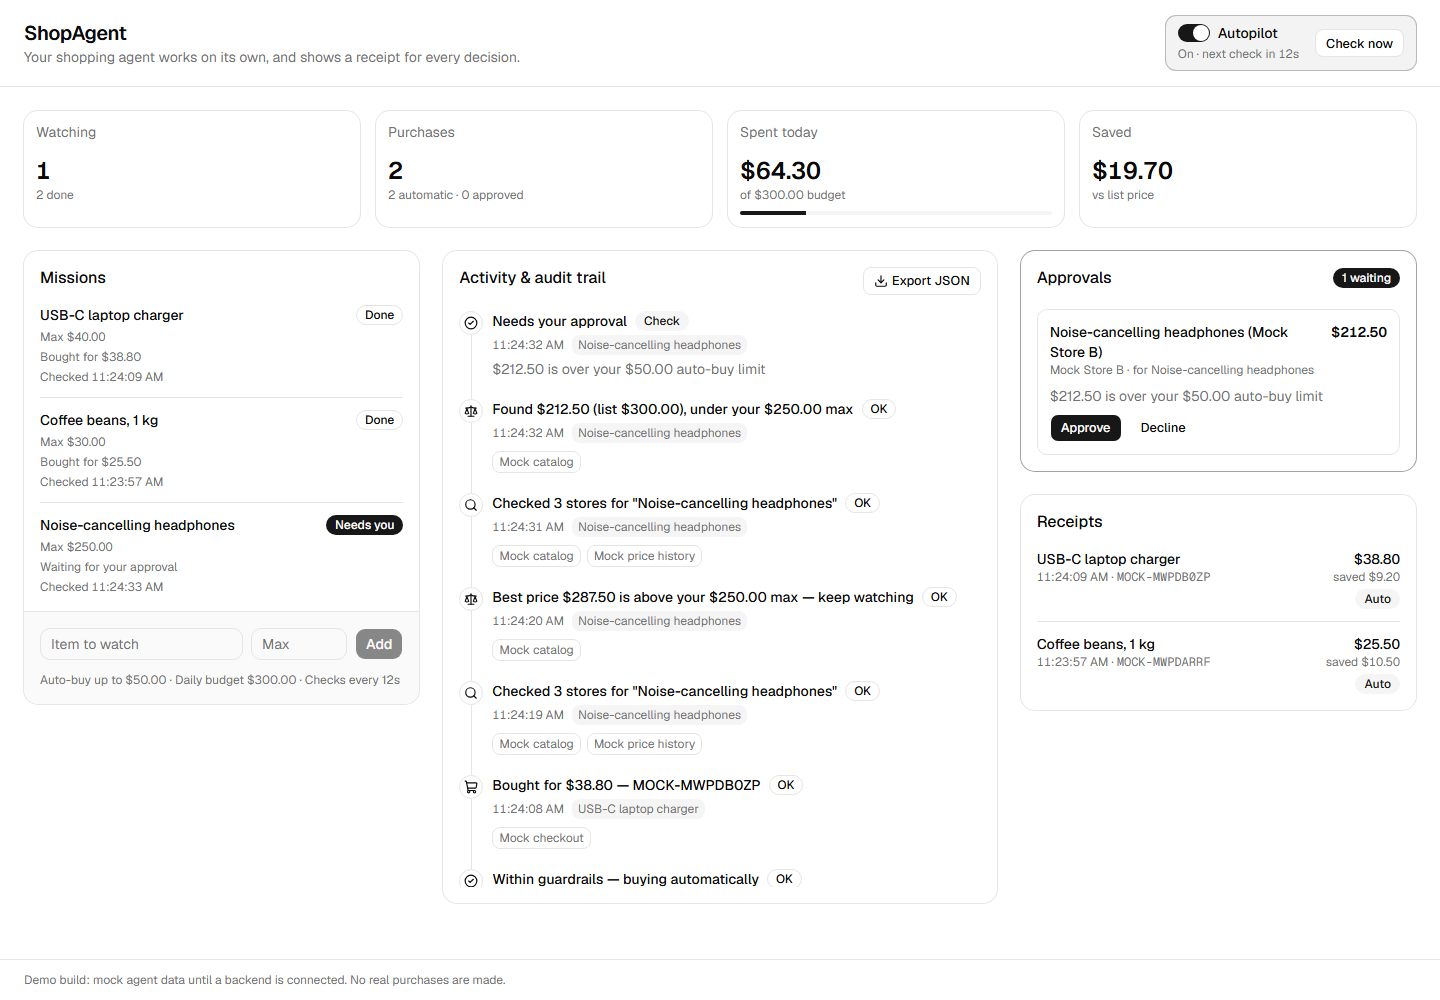 ShopAgent
Your shopping agent works on its own, and shows a receipt for every decision.
Autopilot
On · next check in 12s
Check now
Watching
1
2 done
Purchases
2
2 automatic · 0 approved
Spent today
$64.30
of $300.00 budget
Saved
$19.70
vs list price
Missions
USB-C laptop charger
Done
Max $40.00
Bought for $38.80
Checked 11:24:09 AM
Coffee beans, 1 kg
Done
Max $30.00
Bought for $25.50
Checked 11:23:57 AM
Noise-cancelling headphones
Needs you
Max $250.00
Waiting for your approval
Checked 11:24:33 AM
Item to watch
Max
Add
Auto-buy up to $50.00 · Daily budget $300.00 · Checks every 12s
Activity & audit trail
Export JSON
Needs your approval
Check
11:24:32 AM
Noise-cancelling headphones
$212.50 is over your $50.00 auto-buy limit
Found $212.50 (list $300.00), under your $250.00 max
OK
11:24:32 AM
Noise-cancelling headphones
Mock catalog
Checked 3 stores for "Noise-cancelling headphones"
OK
11:24:31 AM
Noise-cancelling headphones
Mock catalog
Mock price history
Best price $287.50 is above your $250.00 max — keep watching
OK
11:24:20 AM
Noise-cancelling headphones
Mock catalog
Checked 3 stores for "Noise-cancelling headphones"
OK
11:24:19 AM
Noise-cancelling headphones
Mock catalog
Mock price history
Bought for $38.80 — MOCK-MWPDB0ZP
OK
11:24:08 AM
USB-C laptop charger
Mock checkout
Within guardrails — buying automatically
OK
Approvals
1 waiting
Noise-cancelling headphones (Mock
Store B)
$212.50
Mock Store B · for Noise-cancelling headphones
$212.50 is over your $50.00 auto-buy limit
Approve
Decline
Receipts
USB-C laptop charger
$38.80
11:24:09 AM · MOCK-MWPDB0ZP
saved $9.20
Auto
Coffee beans, 1 kg
$25.50
11:23:57 AM · MOCK-MWPDARRF
saved $10.50
Auto
Demo build: mock agent data until a backend is connected. No real purchases are made.